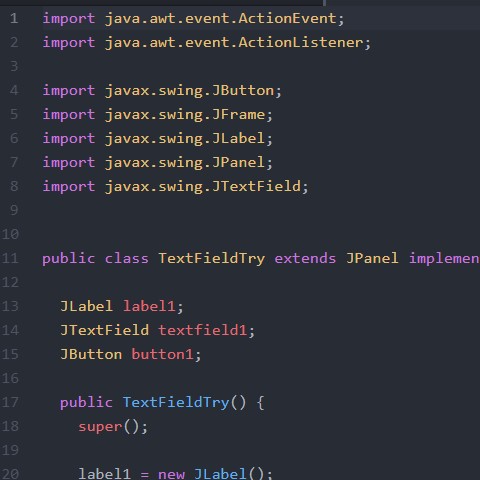 1 import java.awt.event.ActionEvent;
2 import java.awt.event.ActionListener;
3
4 import javax.swing.JButton;
5 import javax.swing.JFrame;
6 import javax.swing.JLabel;
7 import javax.swing.JPanel;
8 import javax.swing.JTextField;
9
10
11 public class TextFieldTry extends JPanel implemen
12
13 JLabel label1;
14 JTextField textfield1;
15 JButton button1;
16
17 public TextFieldTry() {
18 super();
19
20 label1 = new JLabel();